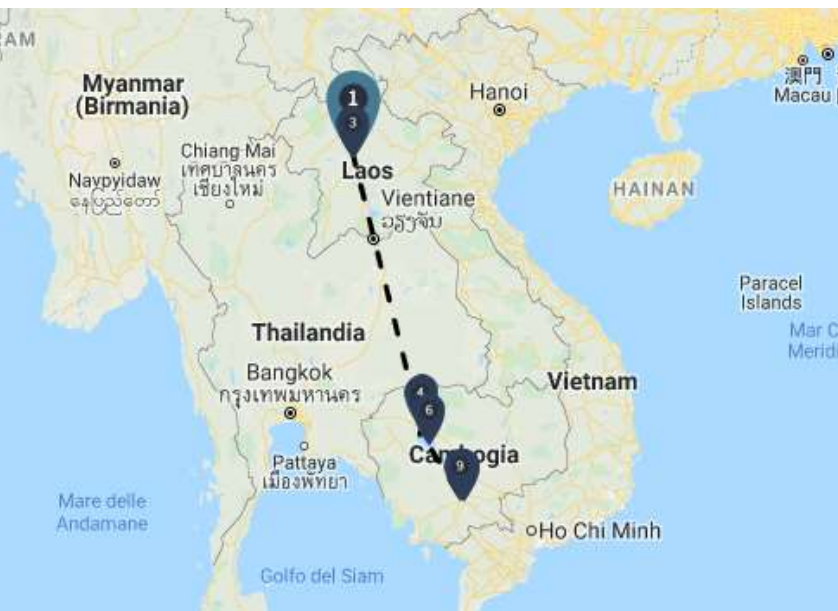 AM
Myanmar
(Birmania)
Hanoi
澳門
Macau
1
3
Chiang Mai
เทศบาลนคร
เชียงใหม่
Laos
Naypyidaw
နေပြည်တော်
Vientiane
ວຽງຈັນ
HAINAN
Paracel
Islands
Thailandia
Mar C
Meridi
Bangkok
กรุงเทพมหานคร
Vietnam
4
6
Cambogia
9
Pattaya
เมืองพัทยา
Mare delle
Andamane
Ho Chi Minh
Golfo del Siam